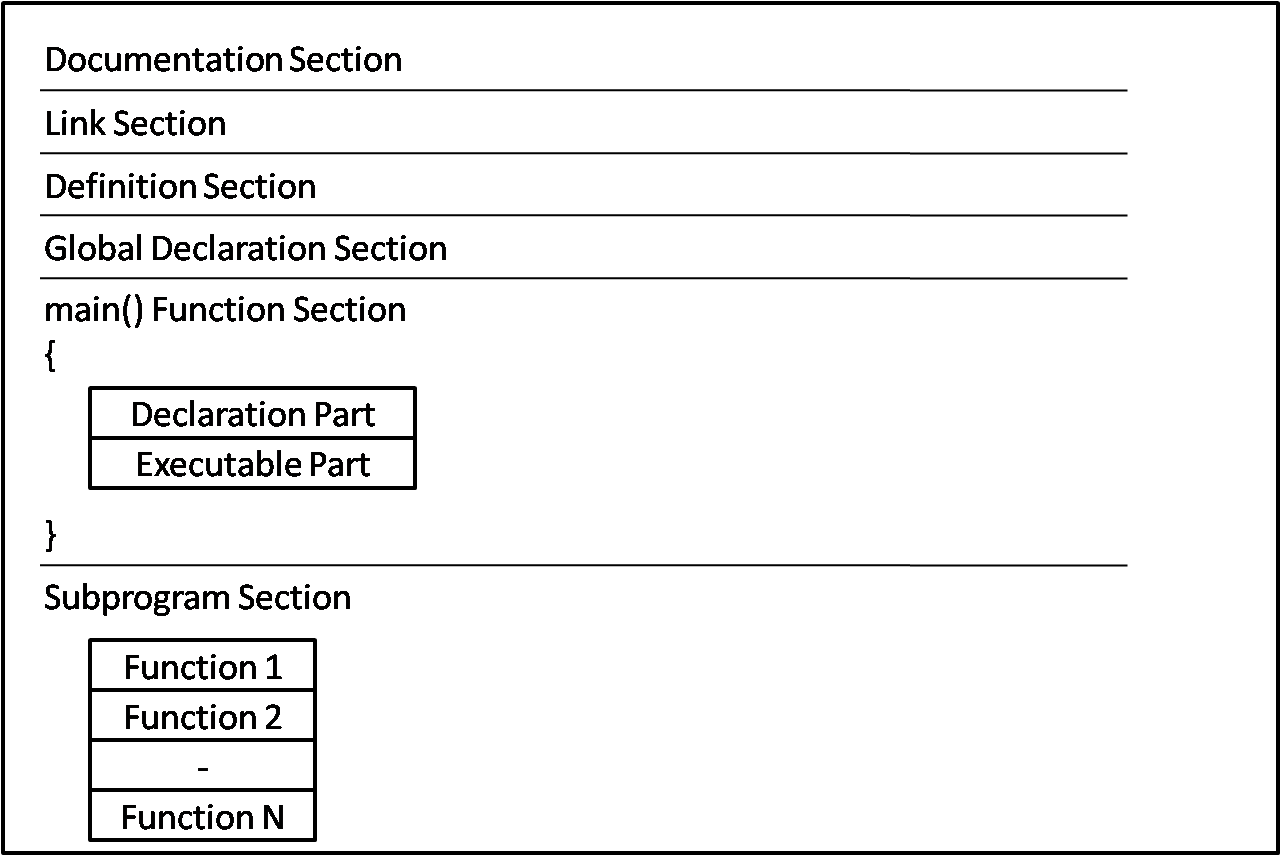 Documentation Section
Link Section
Definition Section
Global Declaration Section
main() Function Section
{
Declaration Part
Executable Part
}
Subprogram Section
Function 1
Function 2
-
Function N